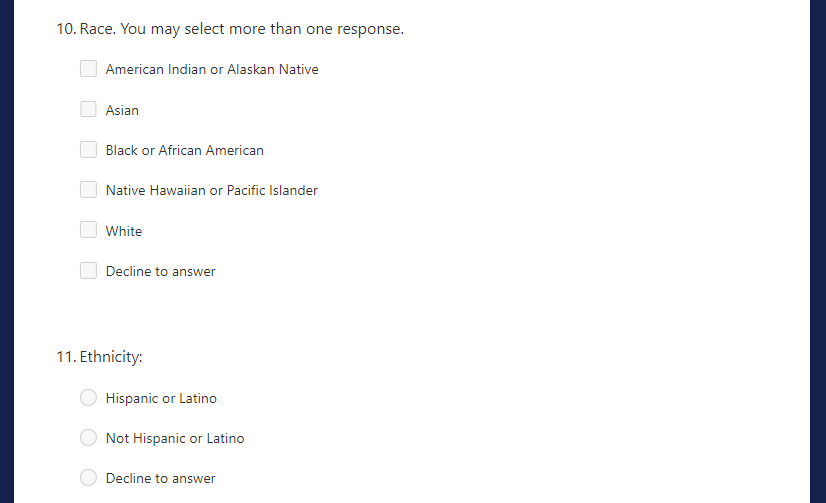 10. Race. You may select more than one response.
American Indian or Alaskan Native
Asian
Black or African American
Native Hawaiian or Pacific Islander
White
Decline to answer
11. Ethnicity:
Hispanic or Latino
Not Hispanic or Latino
Decline to answer